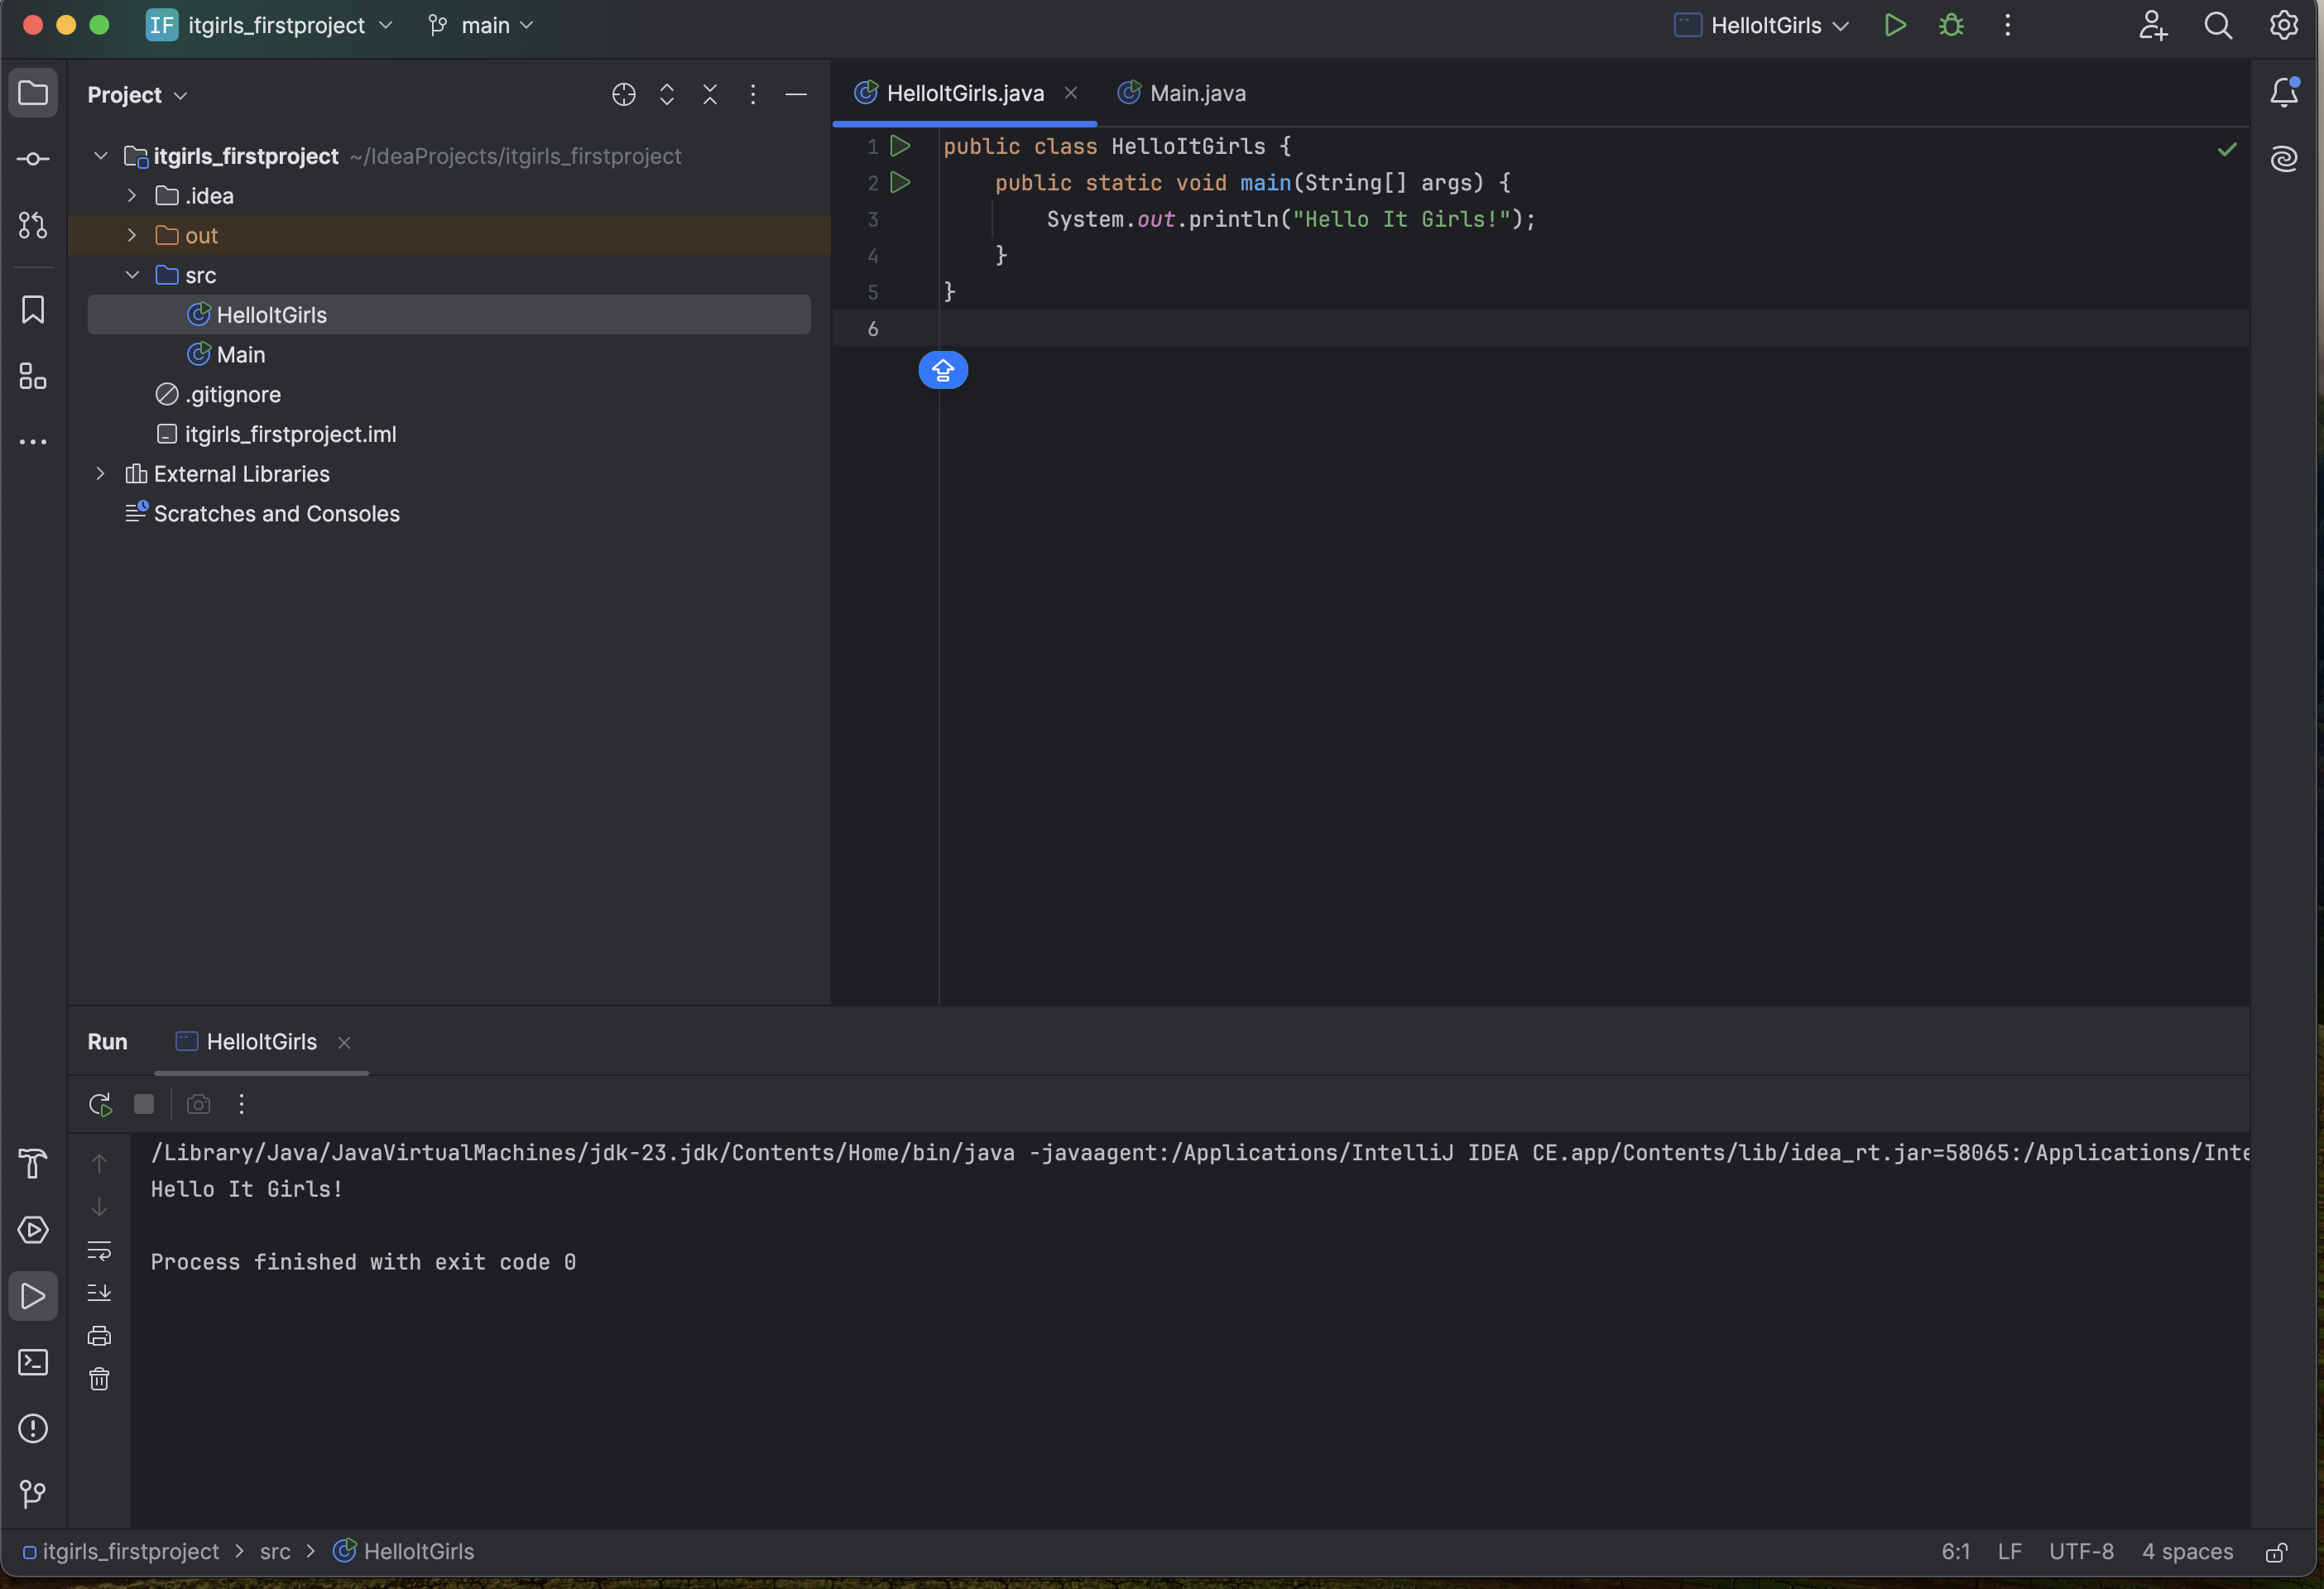 IF itgirls_firstproject main HelloItGirls
Project
HelloItGirls.java Main.java
itgirls_firstproject ~/IdeaProjects/itgirls_firstproject
.idea
out
src
HelloItGirls
Main
.gitignore
itgirls_firstproject.iml
External Libraries
Scratches and Consoles
1 public class HelloItGirls {
2 public static void main(String[] args) {
3 System.out.println("Hello It Girls!");
4 }
5 }
6
Run HelloItGirls
/Library/Java/JavaVirtualMachines/jdk-23.jdk/Contents/Home/bin/java -javaagent:/Applications/IntelliJ IDEA CE.app/Contents/lib/idea_rt.jar=58065:/Applications/Inte
Hello It Girls!
Process finished with exit code 0
itgirls_firstproject > src > HelloItGirls 6:1 LF UTF-8 4 spaces